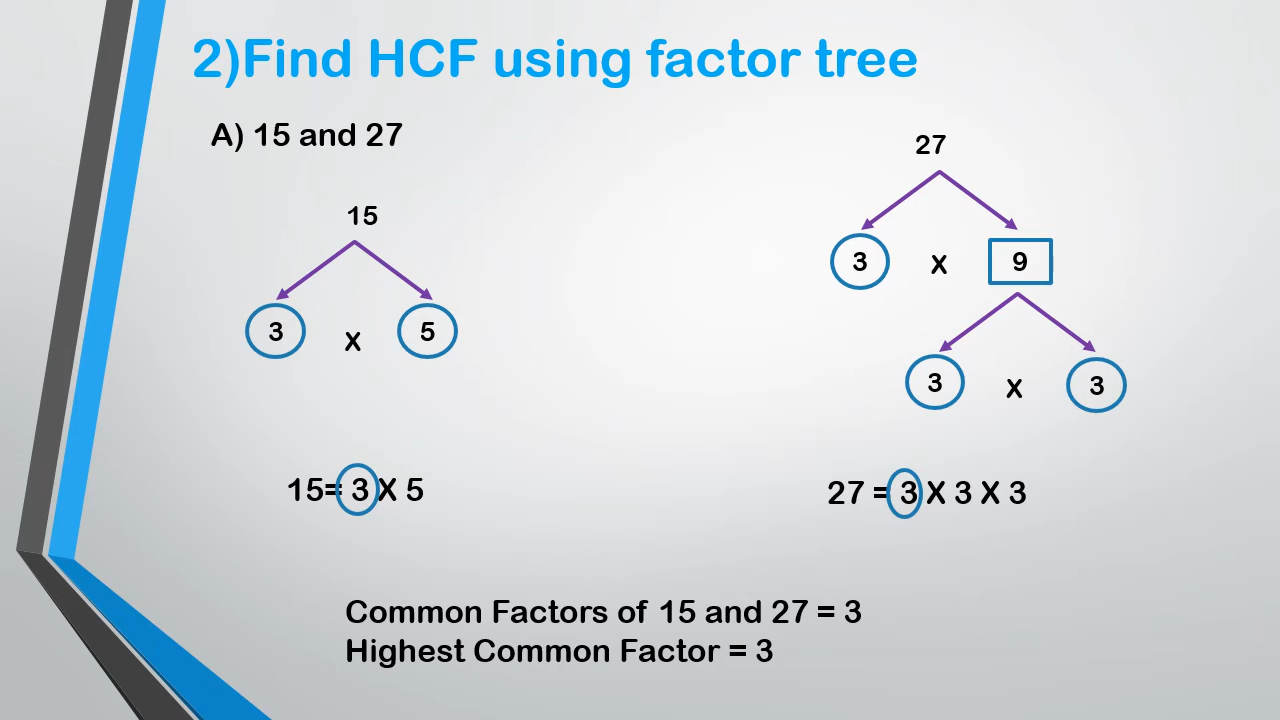 2)Find HCF using factor tree
A) 15 and 27
15
3 x 5
27
3 x 9
3 x 3
15= 3 X 5
27 = 3 X 3 X 3
Common Factors of 15 and 27 = 3
Highest Common Factor = 3